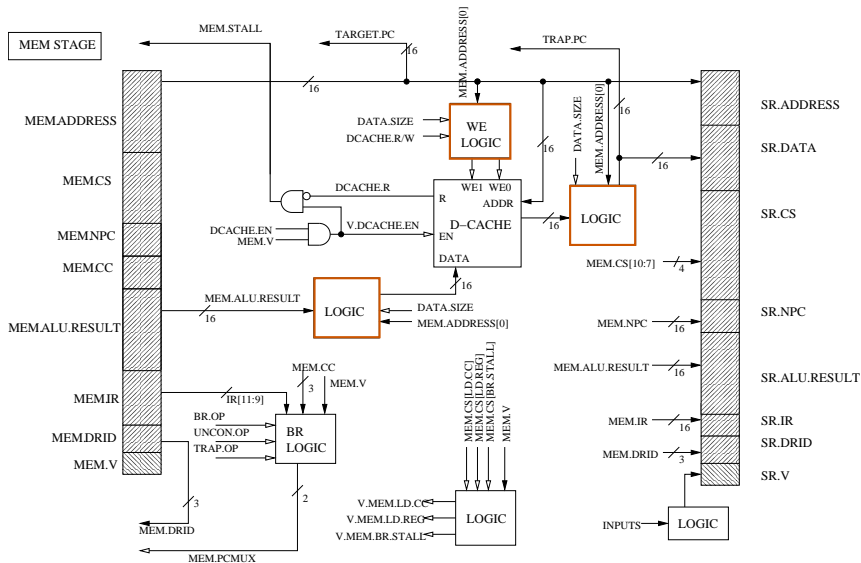 MEM.STALL
TARGET.PC
TRAP.PC
MEM STAGE
16
16
16
MEM.ADDRESS[0]
DATA.SIZE
DCACHE.R/W
WE
LOGIC
16
DATA.SIZE
MEM.ADDRESS[0]
MEM.ADDRESS
MEM.CS
MEM.NPC
MEM.CC
MEM.ALU.RESULT
MEM.IR
MEM.DRID
MEM.V
SR.ADDRESS
SR.DATA
SR.CS
SR.NPC
SR.ALU.RESULT
SR.IR
SR.DRID
SR.V
16
16
DCACHE.R
WE1
WE0
R
ADDR
D-CACHE
EN
DATA
LOGIC
16
DCACHE.EN
MEM.V
V.DCACHE.EN
MEM.CS[10:7]
4
16
MEM.ALU.RESULT
16
LOGIC
DATA.SIZE
MEM.ADDRESS[0]
MEM.NPC
16
MEM.ALU.RESULT
16
MEM.CC
3
MEM.V
IR[11:9]
BR.OP
UNCON.OP
TRAP.OP
BR
LOGIC
2
3
MEM.DRID
MEM.PCMUX
MEM.CS[LD.CC]
MEM.CS[LD.REG]
MEM.CS[BR.STALL]
MEM.V
V.MEM.LD.CC
V.MEM.LD.REG
V.MEM.BR.STALL
LOGIC
MEM.IR
16
MEM.DRID
3
INPUTS
LOGIC